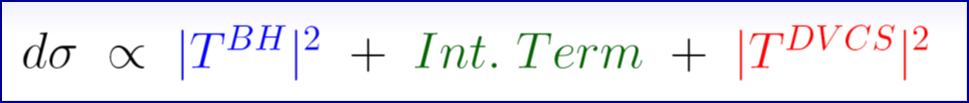 dσ ∝ |T^{BH}|^2 + Int. Term + |T^{DVCS}|^2